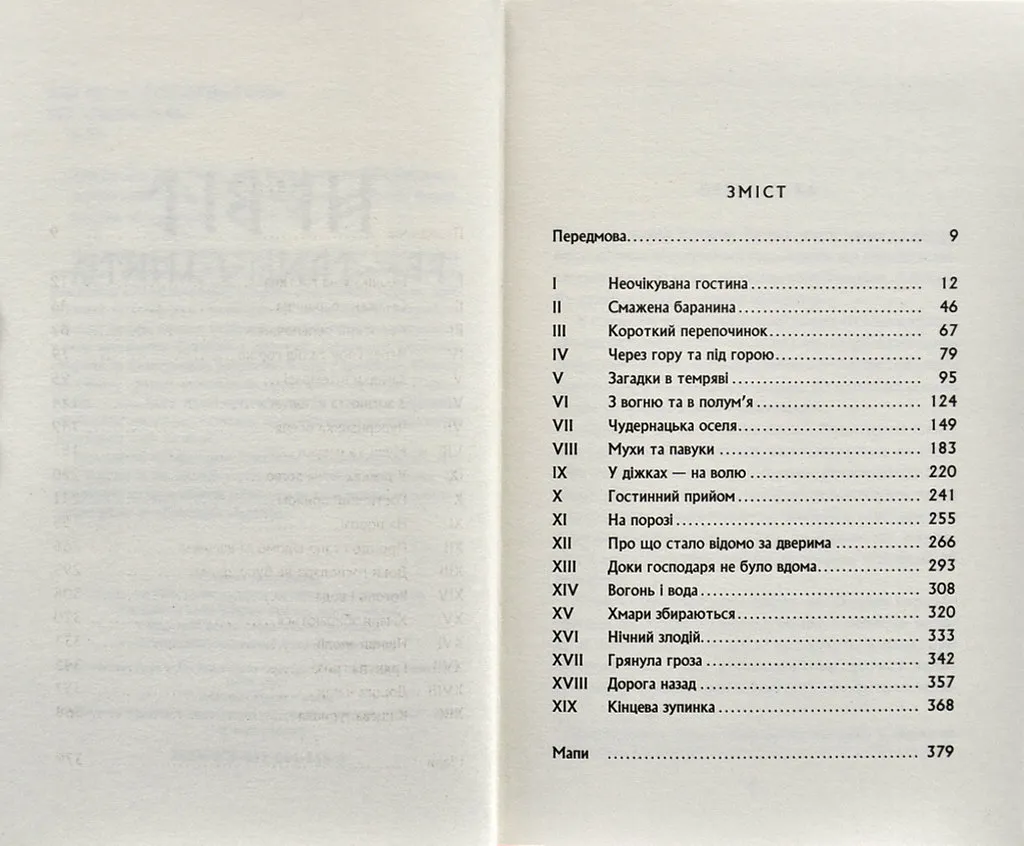 ЗМІСТ
Передмова........................................ 9
I Неочікувана гостина........................ 12
II Смажена баранина.......................... 46
III Короткий перепочинок..................... 67
IV Через гору та під горою.................... 79
V Загадки в темряві........................... 95
VI З вогню та в полум'я....................... 124
VII Чудернацька оселя......................... 149
VIII Мухи та павуки............................ 183
IX У діжках — на волю........................ 220
X Гостинний прийом.......................... 241
XI На порозі.................................. 255
XII Про що стало відомо за дверима............ 266
XIII Доки господаря не було вдома.............. 293
XIV Вогонь і вода.............................. 308
XV Хмари збираються.......................... 320
XVI Нічний злодій.............................. 333
XVII Грянула гроза.............................. 342
XVIII Дорога назад.............................. 357
XIX Кінцева зупинка............................ 368
Мапи ............................................ 379